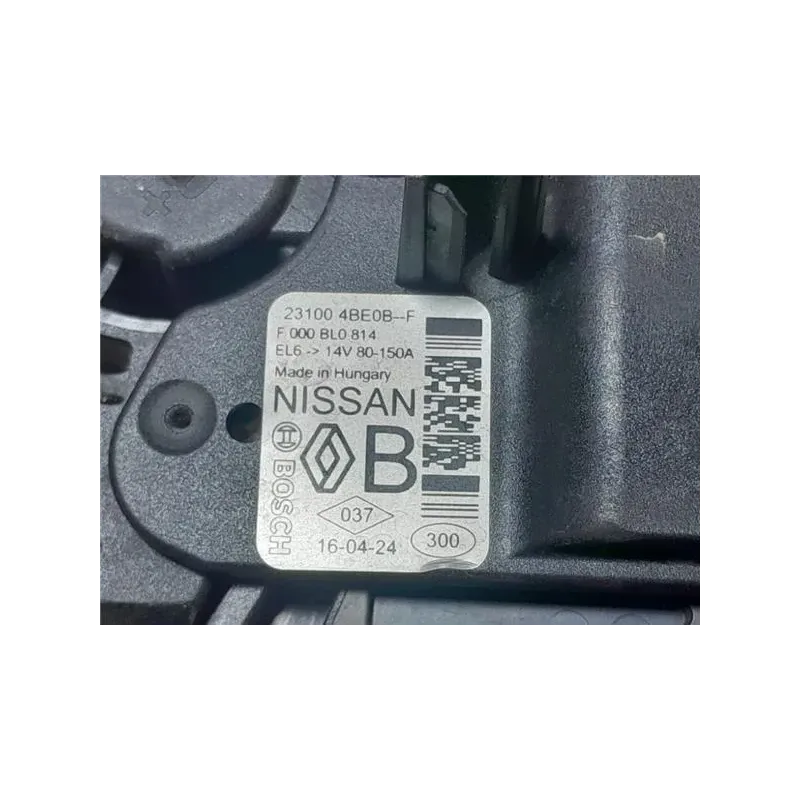 23100 4BE0B--F
F 000 BL0 814
EL6 -> 14V 80-150A
Made in Hungary
NISSAN
BOSCH
B
037
16-04-24
300